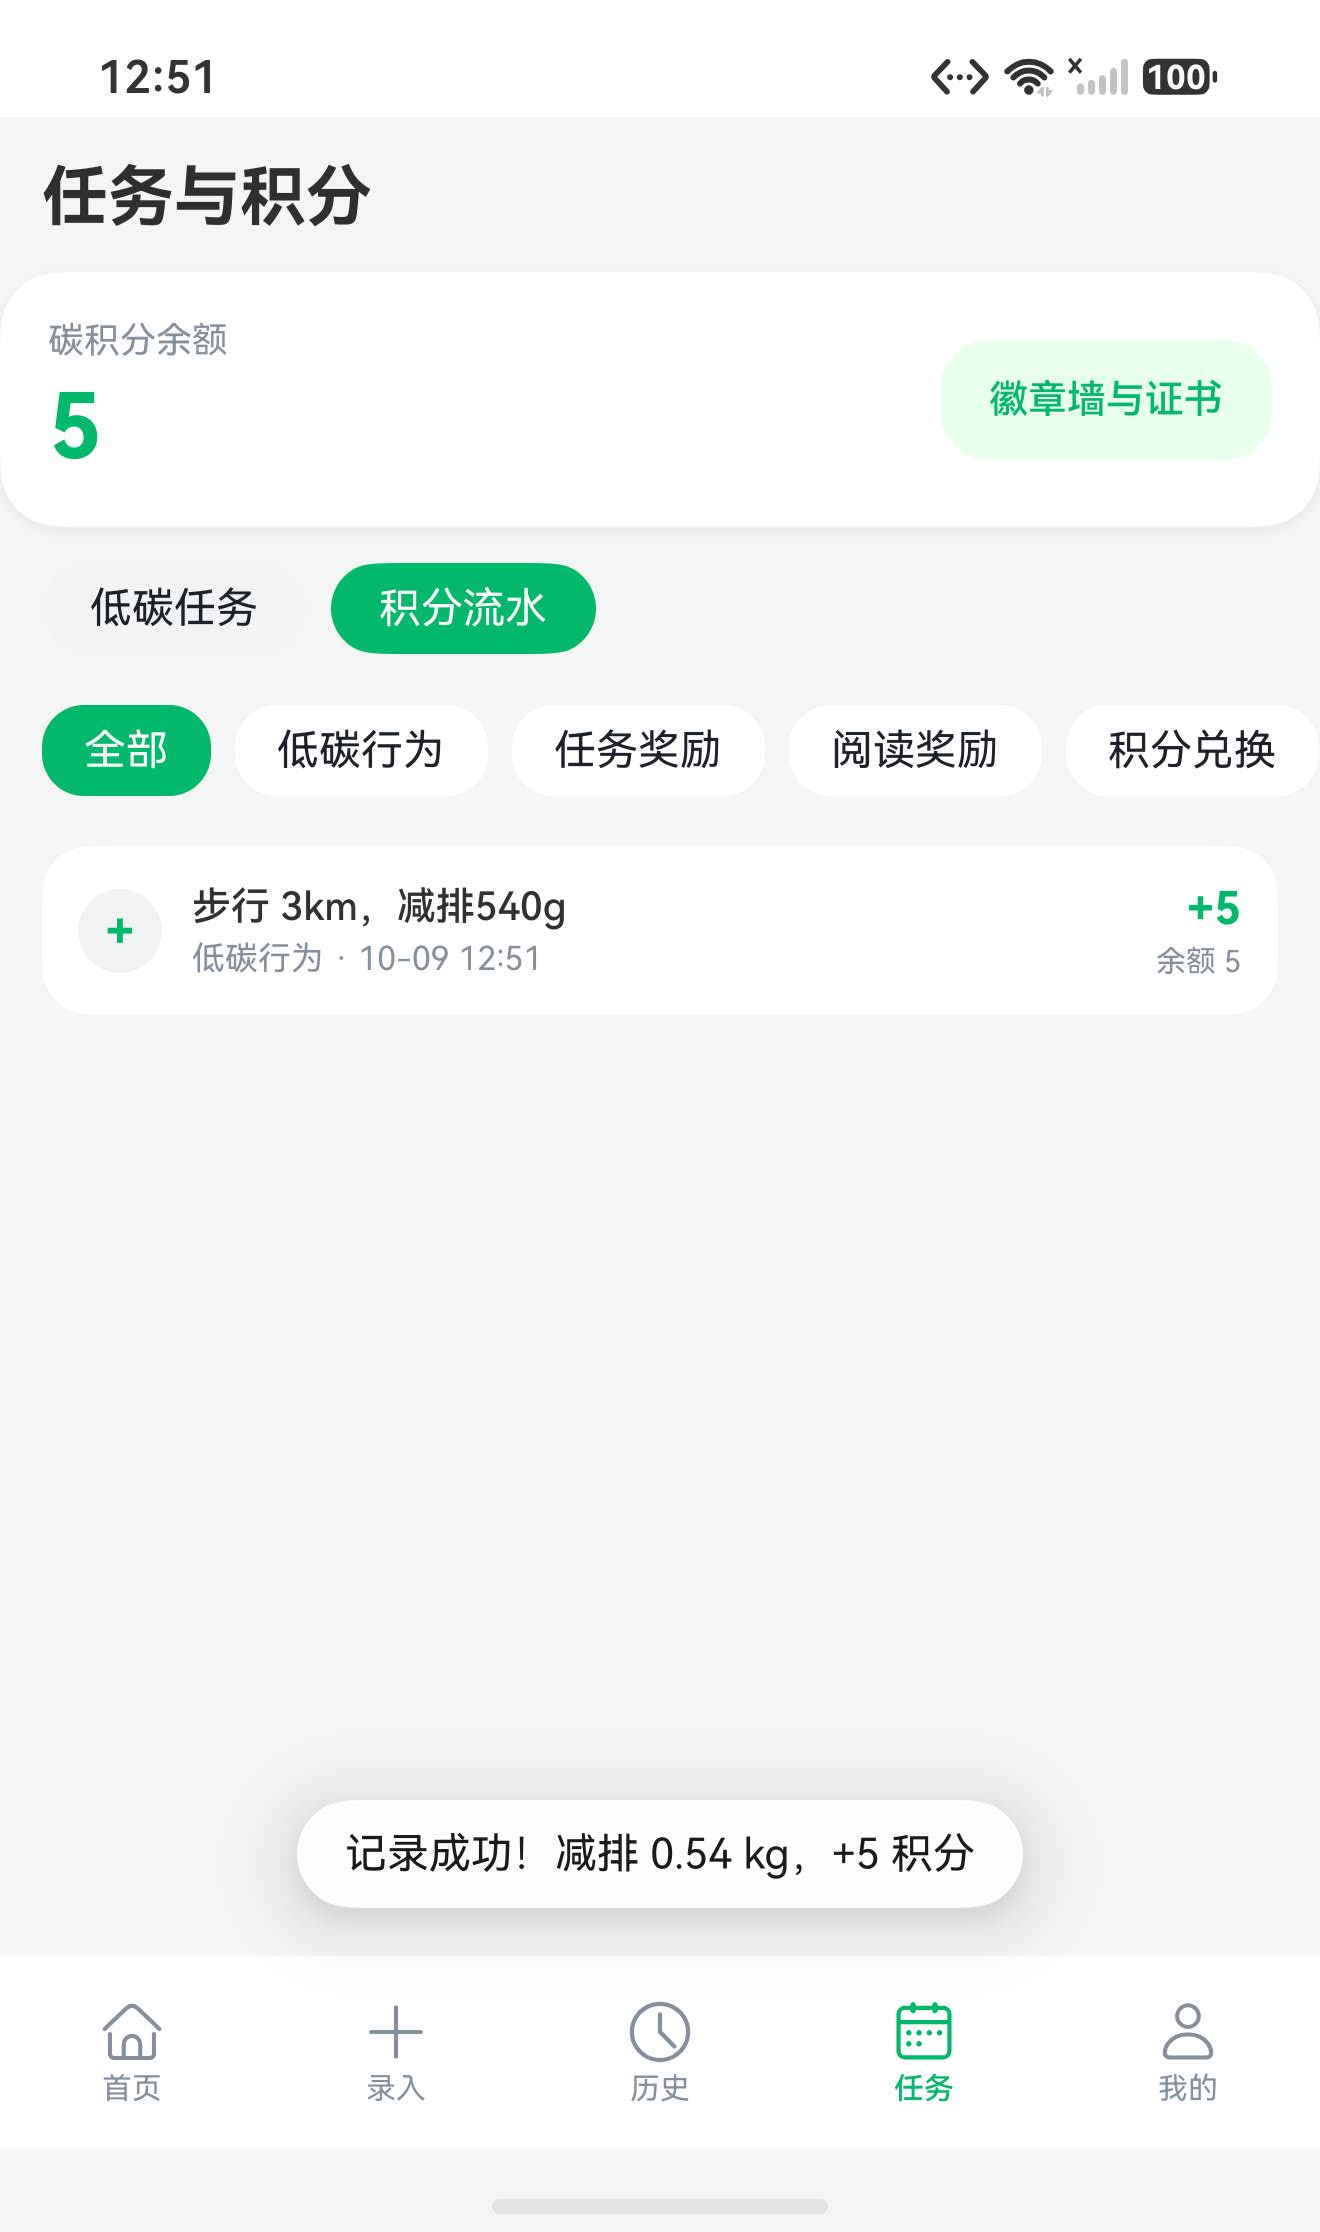 12:51
100
任务与积分
碳积分余额
5
徽章墙与证书
低碳任务 积分流水
全部 低碳行为 任务奖励 阅读奖励 积分兑换
+ 步行 3km，减排540g +5
低碳行为 · 10-09 12:51 余额 5
记录成功！减排 0.54 kg，+5 积分
首页 录入 历史 任务 我的